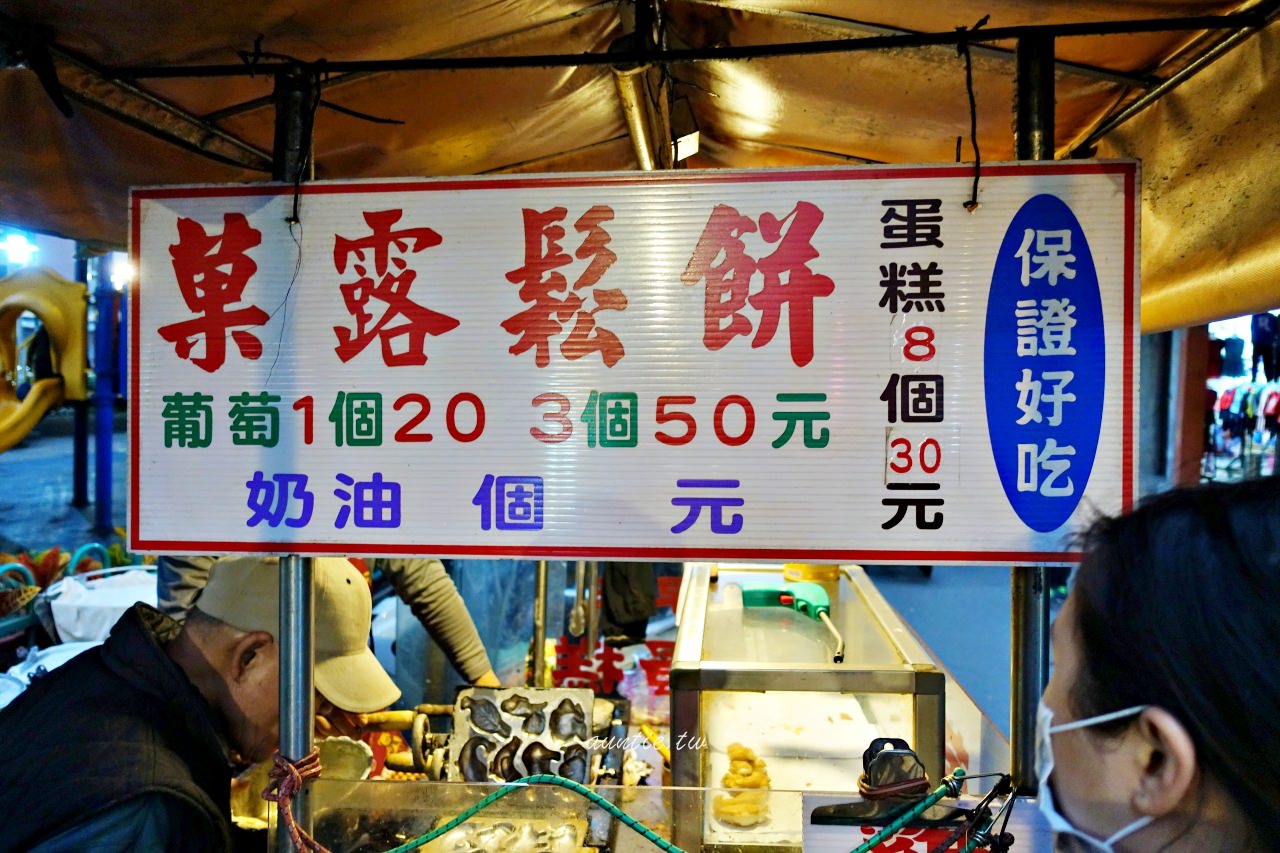 菓露鬆餅
葡萄1個20 3個50元
奶油 個 元
蛋糕8個30元
保證好吃
auntie.tw